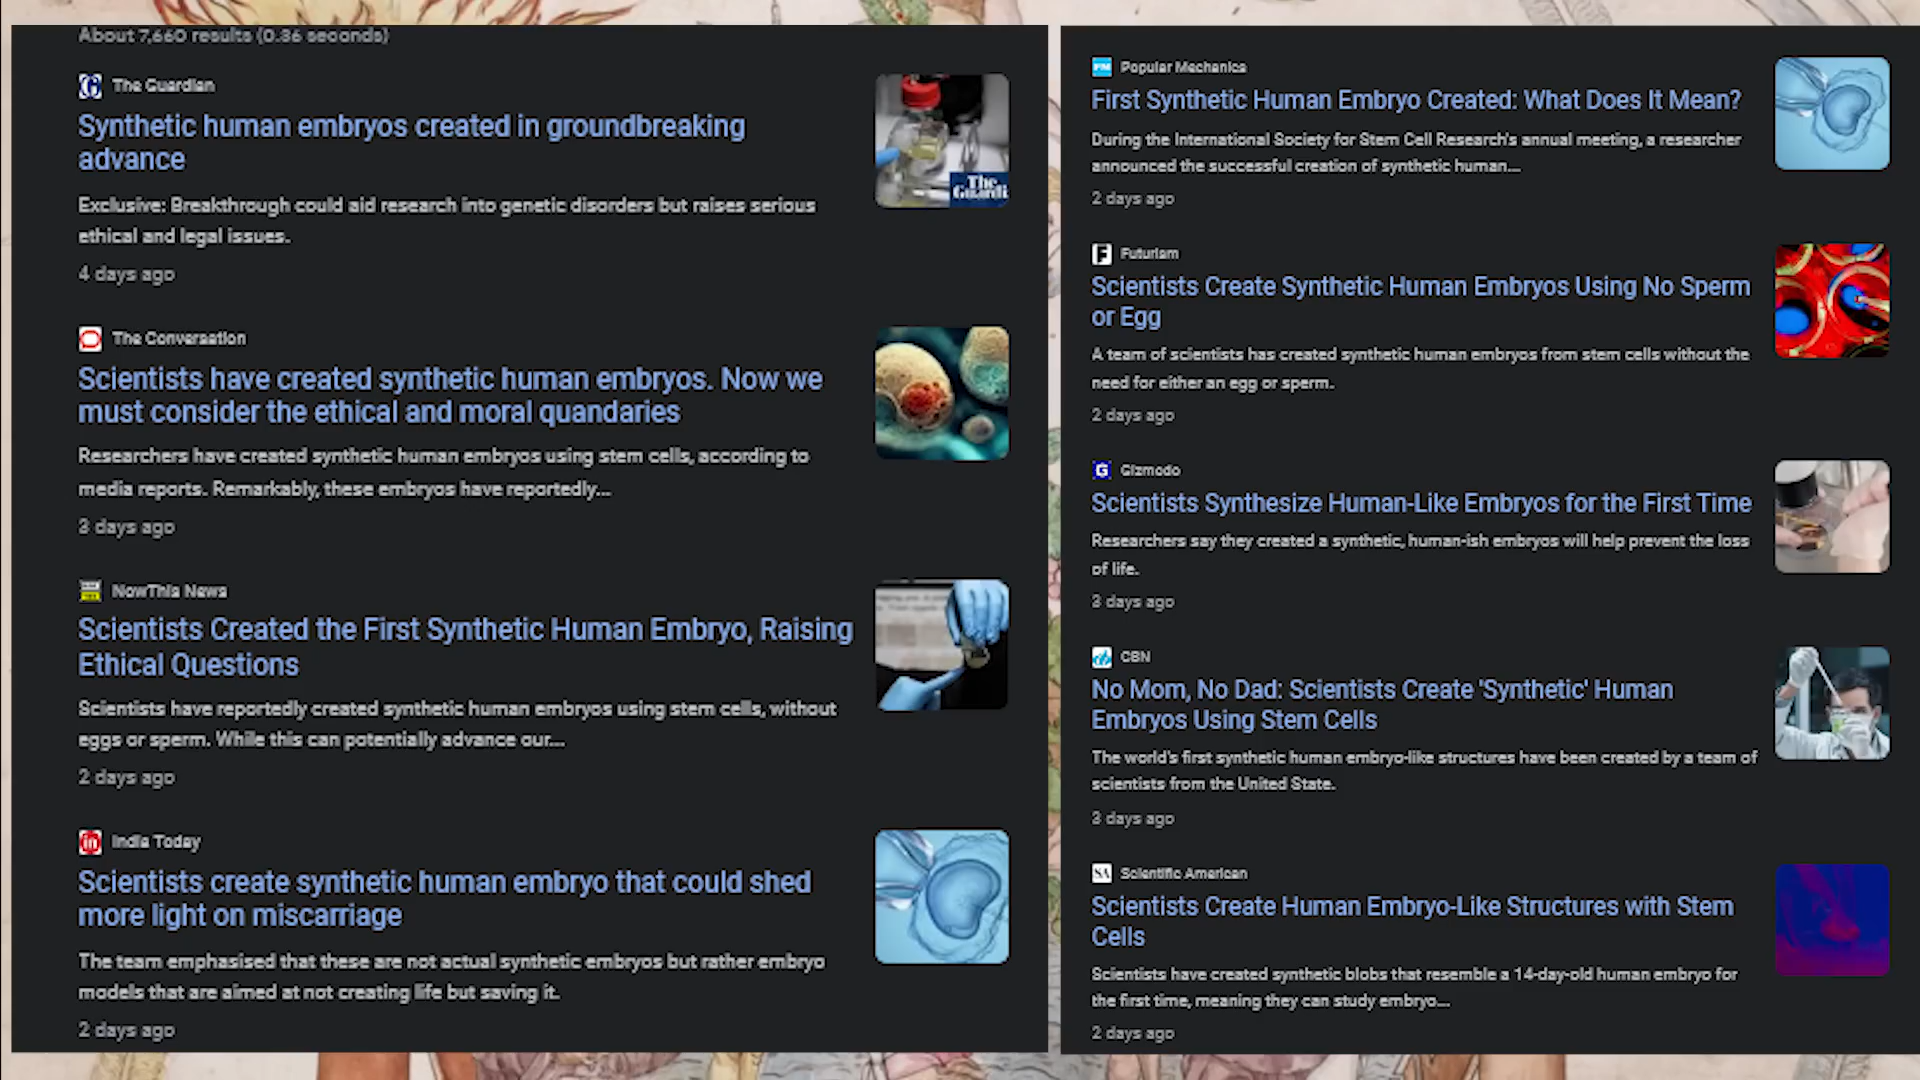 About 7,660 results (0.36 seconds)
The Guardian
Synthetic human embryos created in groundbreaking
advance
Exclusive: Breakthrough could aid research into genetic disorders but raises serious
ethical and legal issues.
4 days ago
The Guardi
The Conversation
Scientists have created synthetic human embryos. Now we
must consider the ethical and moral quandaries
Researchers have created synthetic human embryos using stem cells, according to
media reports. Remarkably, these embryos have reportedly...
3 days ago
NowThis News
Scientists Created the First Synthetic Human Embryo, Raising
Ethical Questions
Scientists have reportedly created synthetic human embryos using stem cells, without
eggs or sperm. While this can potentially advance our...
2 days ago
India Today
Scientists create synthetic human embryo that could shed
more light on miscarriage
The team emphasised that these are not actual synthetic embryos but rather embryo
models that are aimed at not creating life but saving it.
2 days ago
Popular Mechanics
First Synthetic Human Embryo Created: What Does It Mean?
During the International Society for Stem Cell Research's annual meeting, a researcher
announced the successful creation of synthetic human...
2 days ago
Futurism
Scientists Create Synthetic Human Embryos Using No Sperm
or Egg
A team of scientists has created synthetic human embryos from stem cells without the
need for either an egg or sperm.
2 days ago
Gizmodo
Scientists Synthesize Human-Like Embryos for the First Time
Researchers say they created a synthetic, human-ish embryos will help prevent the loss
of life.
3 days ago
CBN
No Mom, No Dad: Scientists Create 'Synthetic' Human
Embryos Using Stem Cells
The world's first synthetic human embryo-like structures have been created by a team of
scientists from the United State.
3 days ago
Scientific American
Scientists Create Human Embryo-Like Structures with Stem
Cells
Scientists have created synthetic blobs that resemble a 14-day-old human embryo for
the first time, meaning they can study embryo...
2 days ago